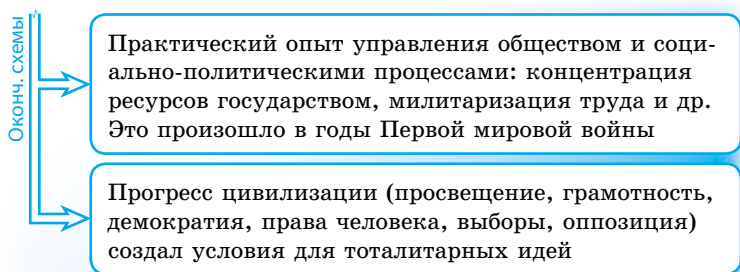 Оконч. схемы
Практический опыт управления обществом и соци-
ально-политическими процессами: концентрация
ресурсов государством, милитаризация труда и др.
Это произошло в годы Первой мировой войны
Прогресс цивилизации (просвещение, грамотность,
демократия, права человека, выборы, оппозиция)
создал условия для тоталитарных идей